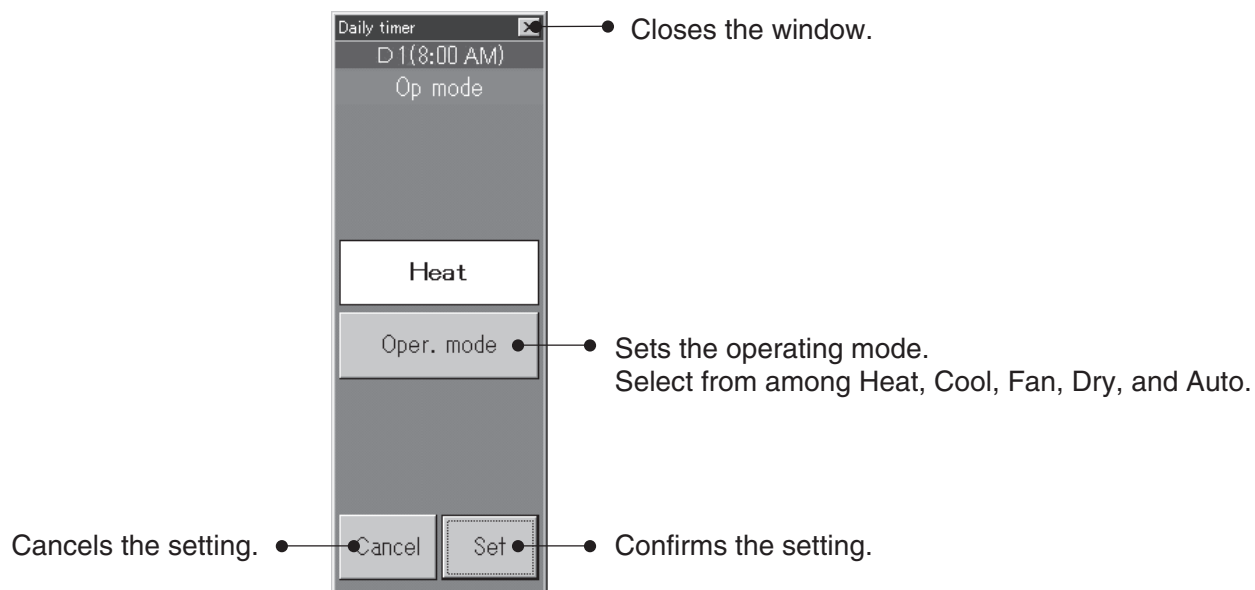 Daily timer
Closes the window.
D1(8:00 AM)
Op mode
Heat
Oper. mode
Sets the operating mode.
Select from among Heat, Cool, Fan, Dry, and Auto.
Cancels the setting.
Cancel
Set
Confirms the setting.